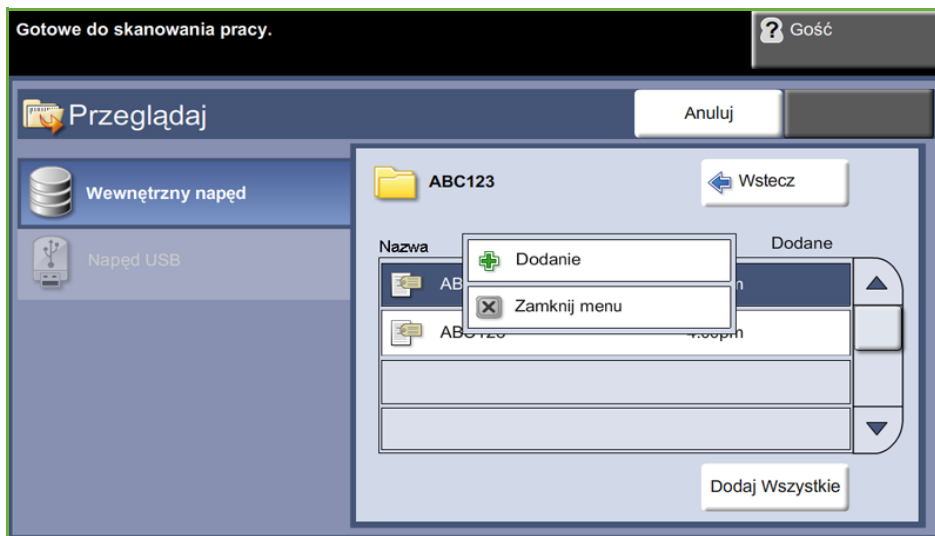 Gotowe do skanowania pracy.
Gość
Przeglądaj
Anuluj
Wewnętrzny napęd
Napęd USB
ABC123
Wstecz
Nazwa
Dodane
Dodanie
Zamknij menu
Dodaj Wszystkie